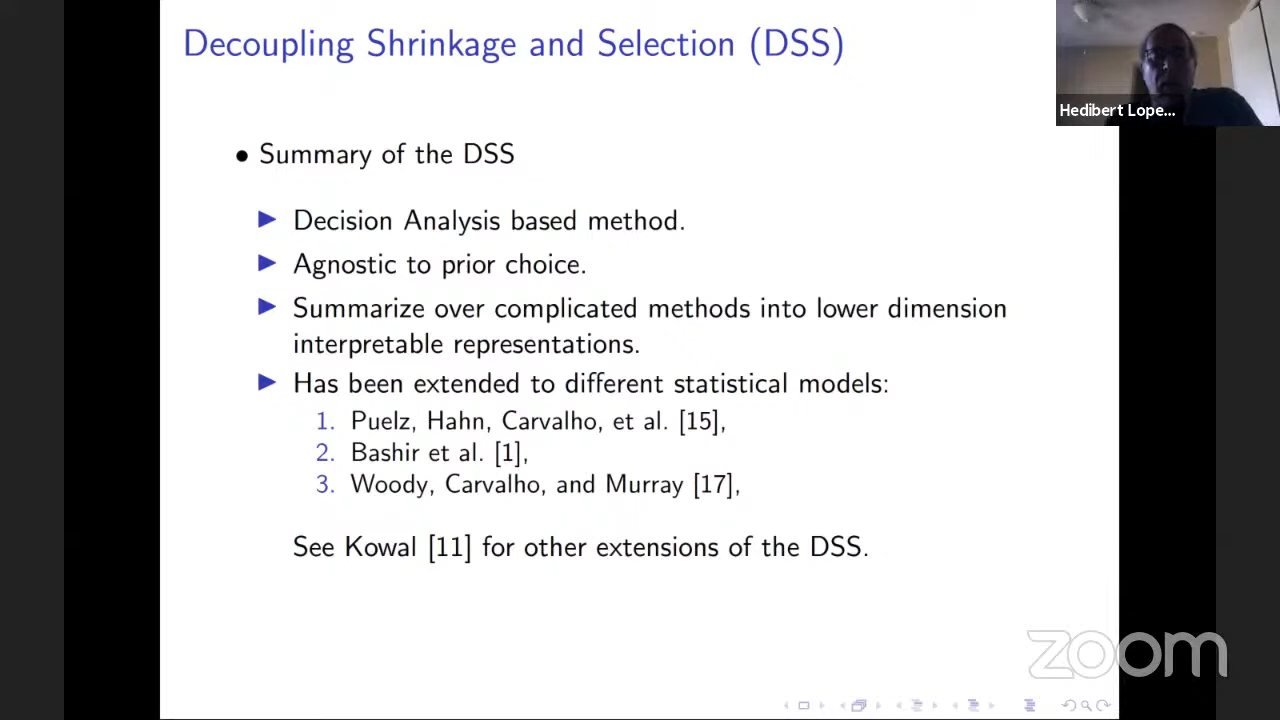 Decoupling Shrinkage and Selection (DSS)
Hedibert Lope...
• Summary of the DSS
▶ Decision Analysis based method.
▶ Agnostic to prior choice.
▶ Summarize over complicated methods into lower dimension
interpretable representations.
▶ Has been extended to different statistical models:
1. Puelz, Hahn, Carvalho, et al. [15],
2. Bashir et al. [1],
3. Woody, Carvalho, and Murray [17],
See Kowal [11] for other extensions of the DSS.
zoom